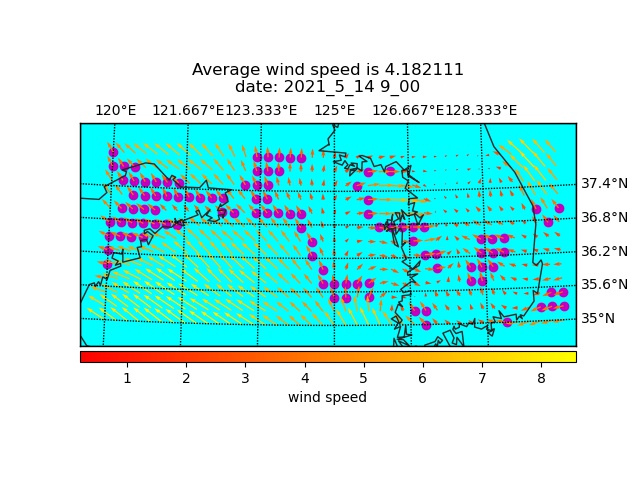 Average wind speed is 4.182111
date: 2021_5_14 9_00
120°E 121.667°E 123.333°E 125°E 126.667°E 128.333°E
37.4°N
36.8°N
36.2°N
35.6°N
35°N
1 2 3 4 5 6 7 8
wind speed